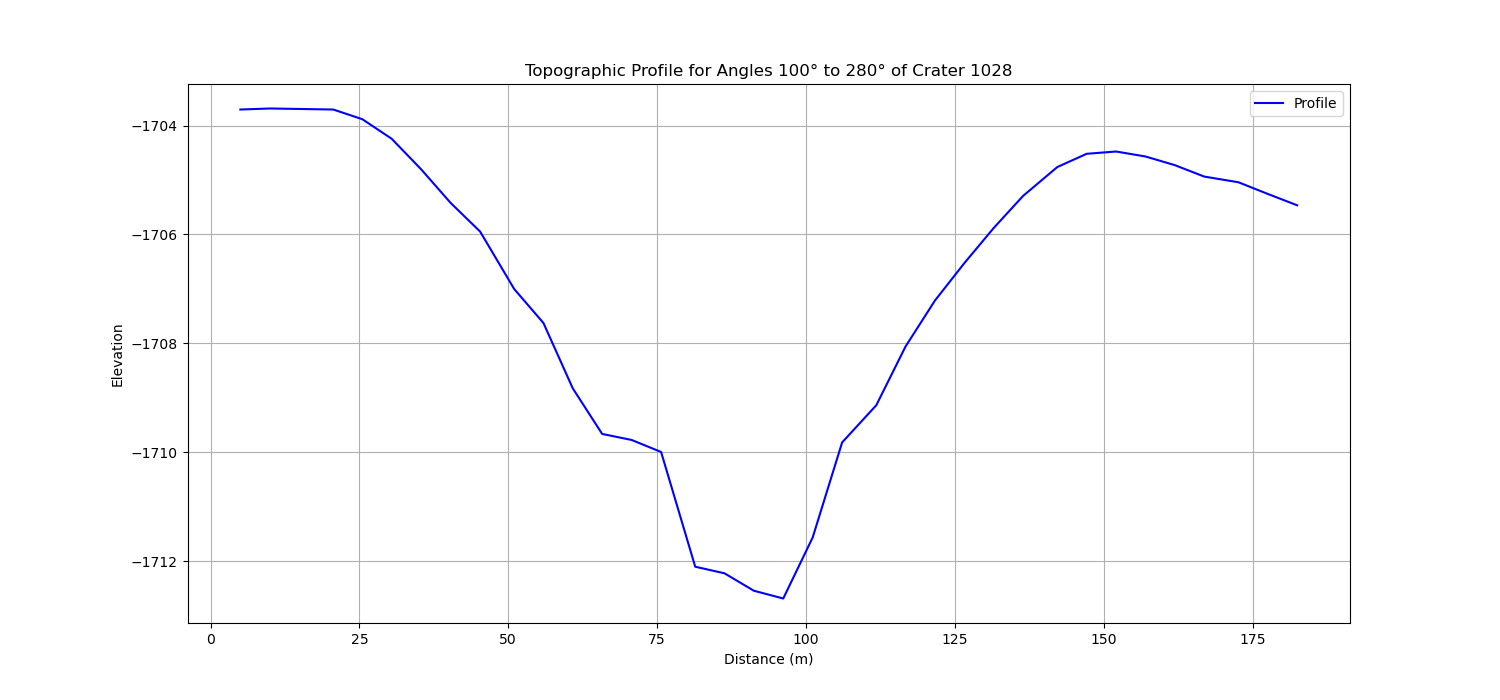 Topographic Profile for Angles 100° to 280° of Crater 1028
Profile
Elevation
−1704
−1706
−1708
−1710
−1712
0 25 50 75 100 125 150 175
Distance (m)